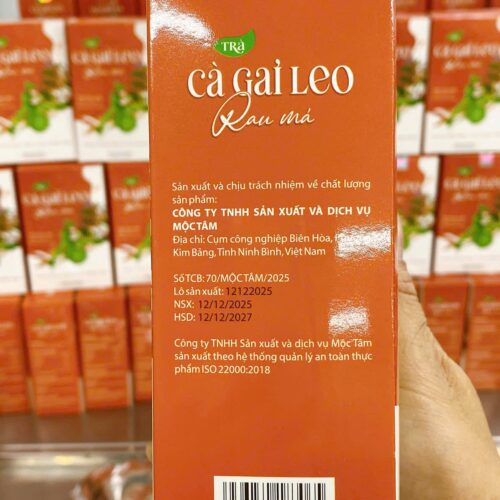 TRÀ
CÀ GAI LEO
Rau má
Sản xuất và chịu trách nhiệm về chất lượng
sản phẩm:
CÔNG TY TNHH SẢN XUẤT VÀ DỊCH VỤ
MỘC TÂM
Địa chỉ: Cụm công nghiệp Biên Hòa,
Kim Bảng, Tỉnh Ninh Bình, Việt Nam
Số TCB: 70/MỘC TÂM/2025
Lô sản xuất: 12122025
NSX: 12/12/2025
HSD: 12/12/2027
Công ty TNHH Sản xuất và dịch vụ Mộc Tâm
sản xuất theo hệ thống quản lý an toàn thực
phẩm ISO 22000:2018